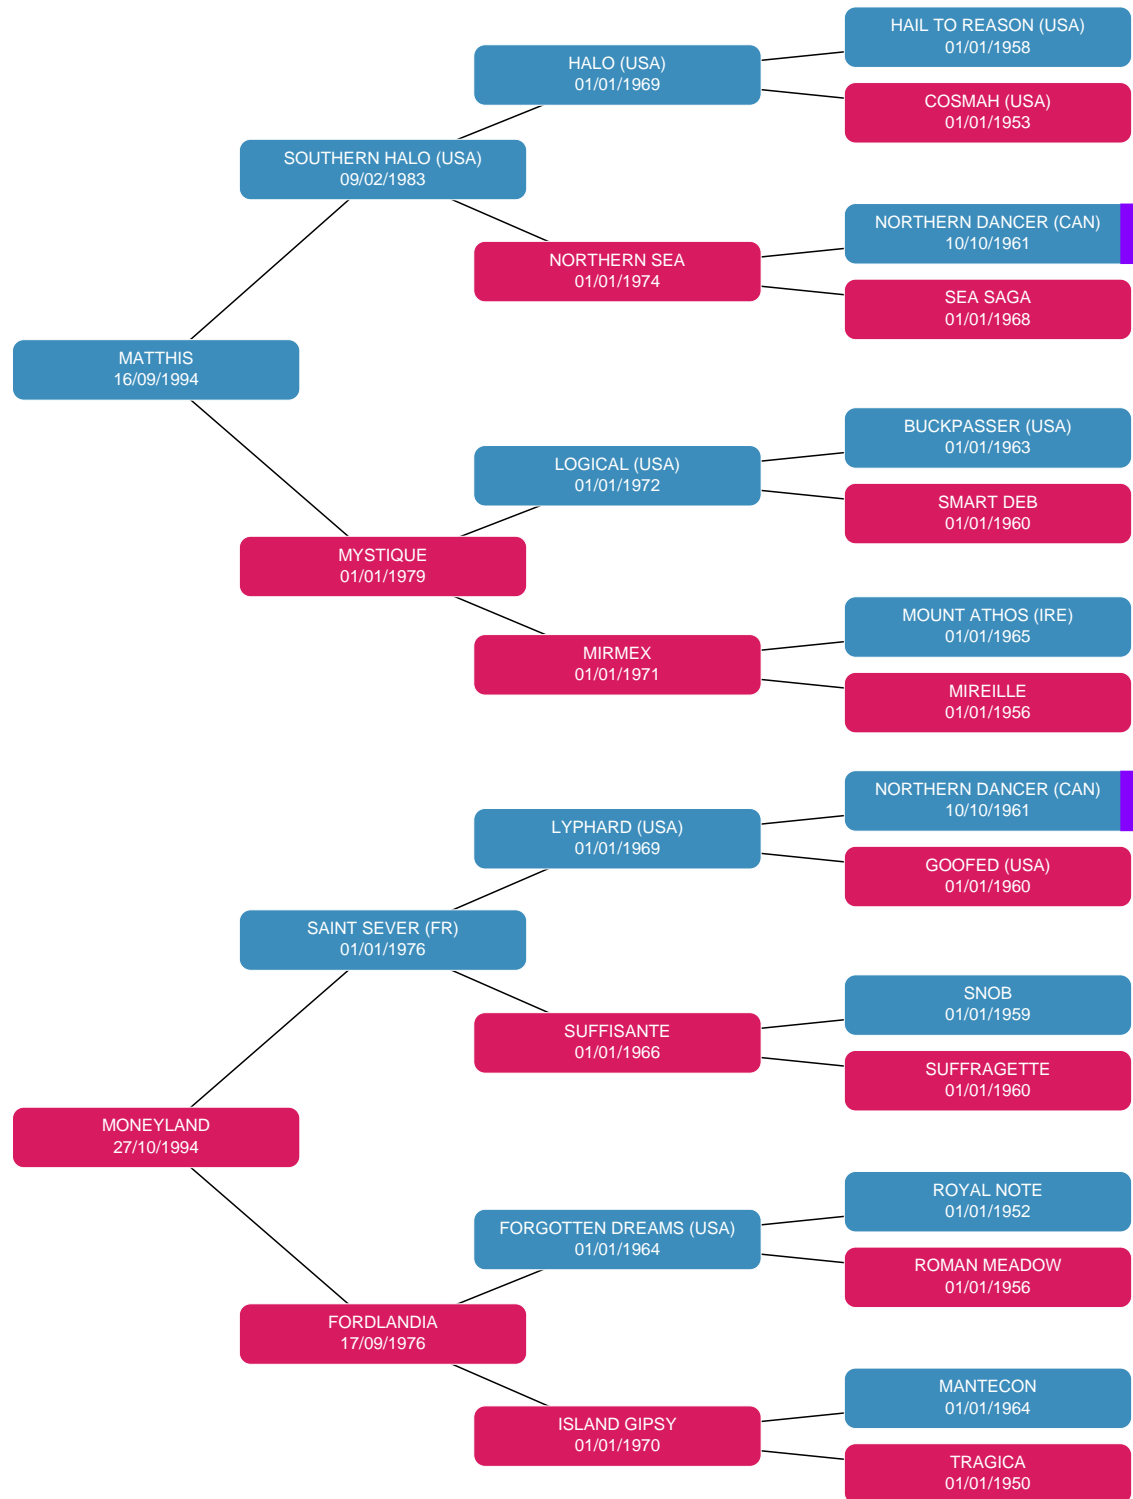 HAIL TO REASON (USA)
01/01/1958
HALO (USA)
01/01/1969
COSMAH (USA)
01/01/1953
SOUTHERN HALO (USA)
09/02/1983
NORTHERN DANCER (CAN)
10/10/1961
NORTHERN SEA
01/01/1974
SEA SAGA
01/01/1968
MATTHIS
16/09/1994
BUCKPASSER (USA)
01/01/1963
LOGICAL (USA)
01/01/1972
SMART DEB
01/01/1960
MYSTIQUE
01/01/1979
MOUNT ATHOS (IRE)
01/01/1965
MIRMEX
01/01/1971
MIREILLE
01/01/1956
NORTHERN DANCER (CAN)
10/10/1961
LYPHARD (USA)
01/01/1969
GOOFED (USA)
01/01/1960
SAINT SEVER (FR)
01/01/1976
SNOB
01/01/1959
SUFFISANTE
01/01/1966
SUFFRAGETTE
01/01/1960
MONEYLAND
27/10/1994
ROYAL NOTE
01/01/1952
FORGOTTEN DREAMS (USA)
01/01/1964
ROMAN MEADOW
01/01/1956
FORDLANDIA
17/09/1976
MANTECON
01/01/1964
ISLAND GIPSY
01/01/1970
TRAGICA
01/01/1950